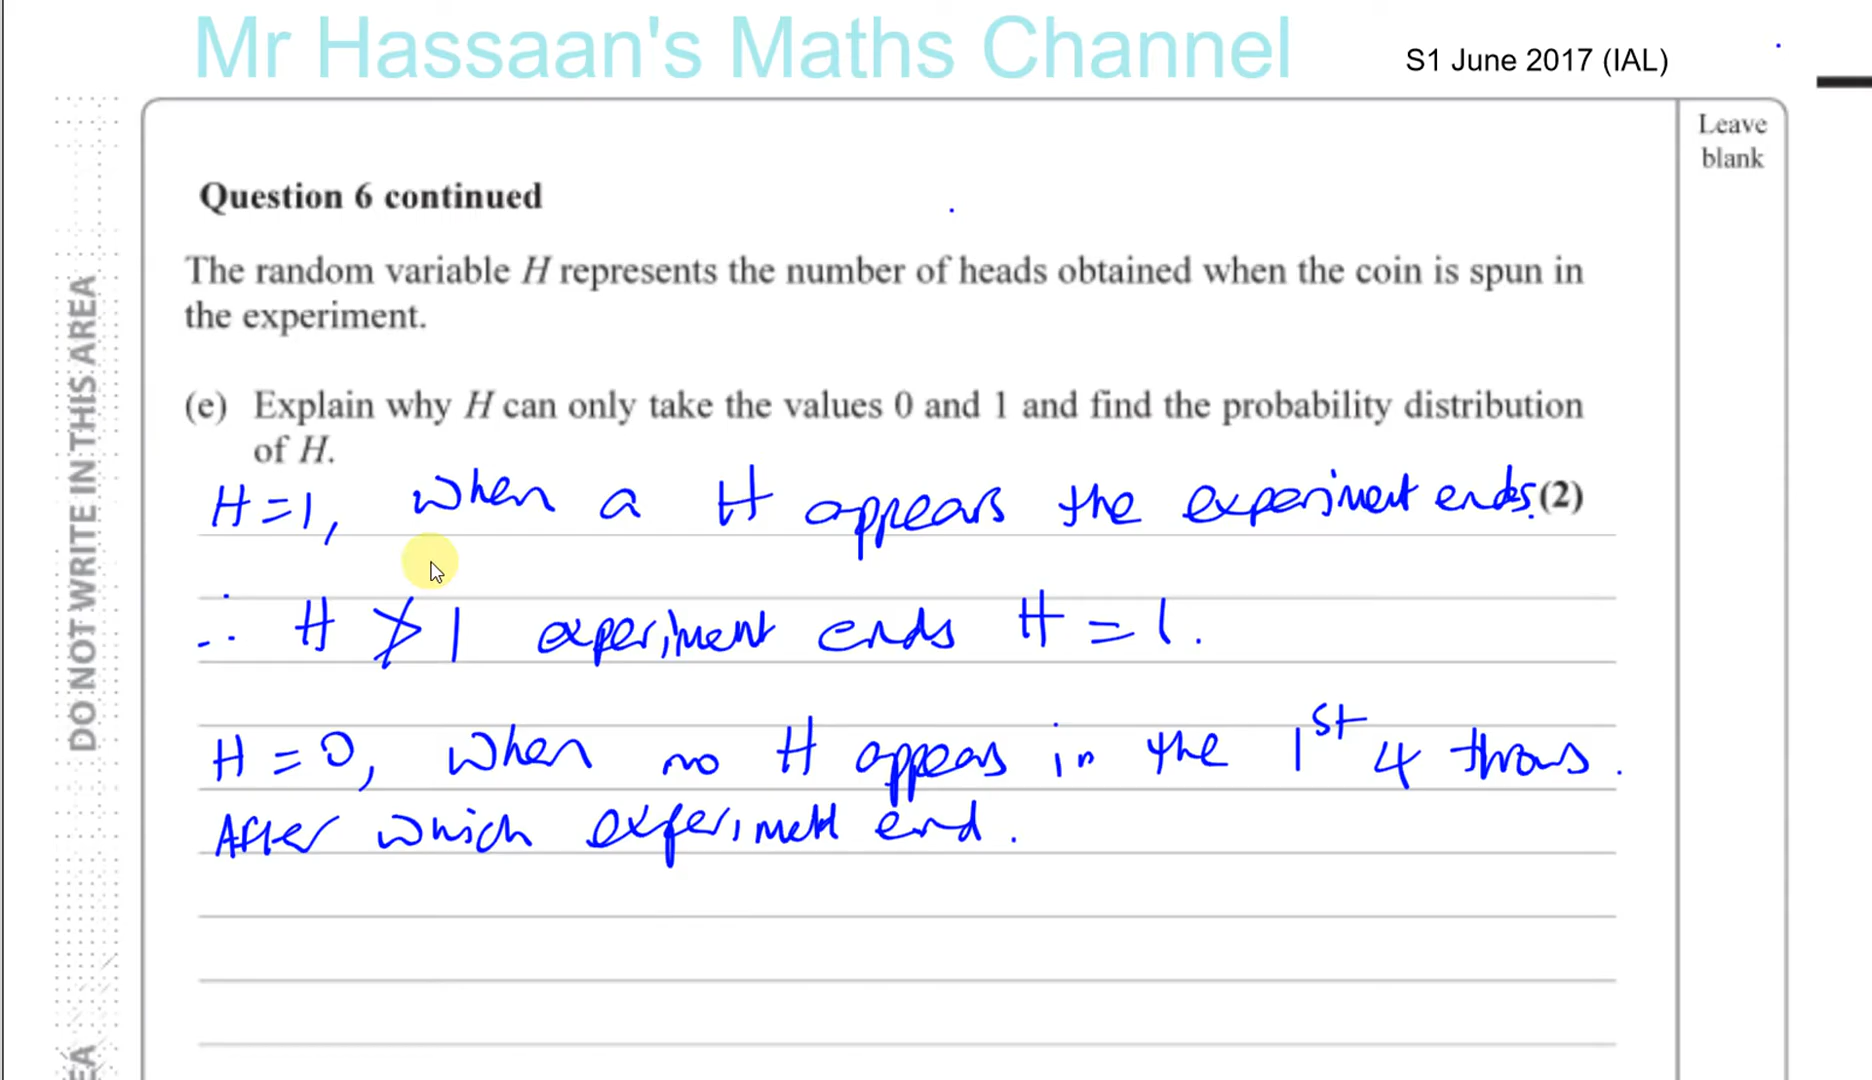 Mr Hassaan's Maths Channel
S1 June 2017 (IAL)
Leave
blank
DO NOT WRITE IN THIS AREA
Question 6 continued
The random variable H represents the number of heads obtained when the coin is spun in
the experiment.
(e) Explain why H can only take the values 0 and 1 and find the probability distribution
of H.
(2)
H = 1, when a H appears the experiment ends.
∴ H ≯ 1 experiment ends H = 1.
H = 0, when no H appears in the 1st 4 throws.
After which experiment end.
EA